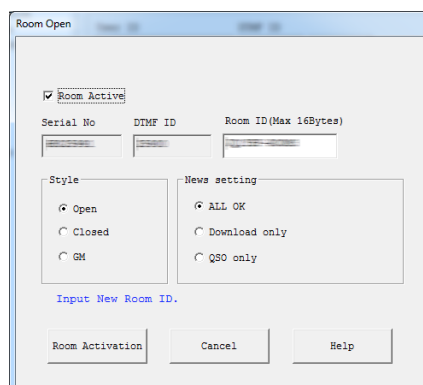 Room Open
Room Active
Serial No DTMF ID Room ID(Max 16Bytes)
Style News setting
Open ALL OK
Closed Download only
GM QSO only
Input New Room ID.
Room Activation Cancel Help